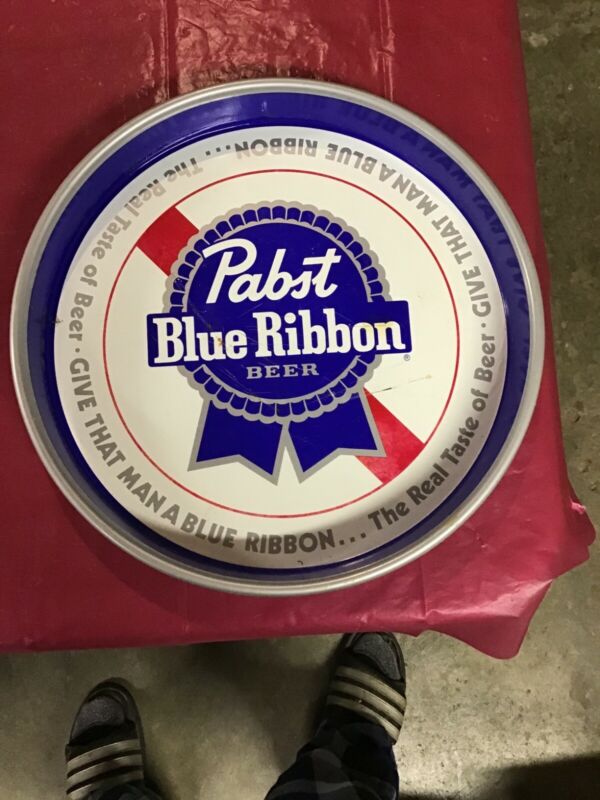 Pabst
Blue Ribbon
BEER
®
GIVE THAT MAN A BLUE RIBBON... The Real Taste of Beer · GIVE THAT MAN A BLUE RIBBON.... The Real Taste of Beer ·